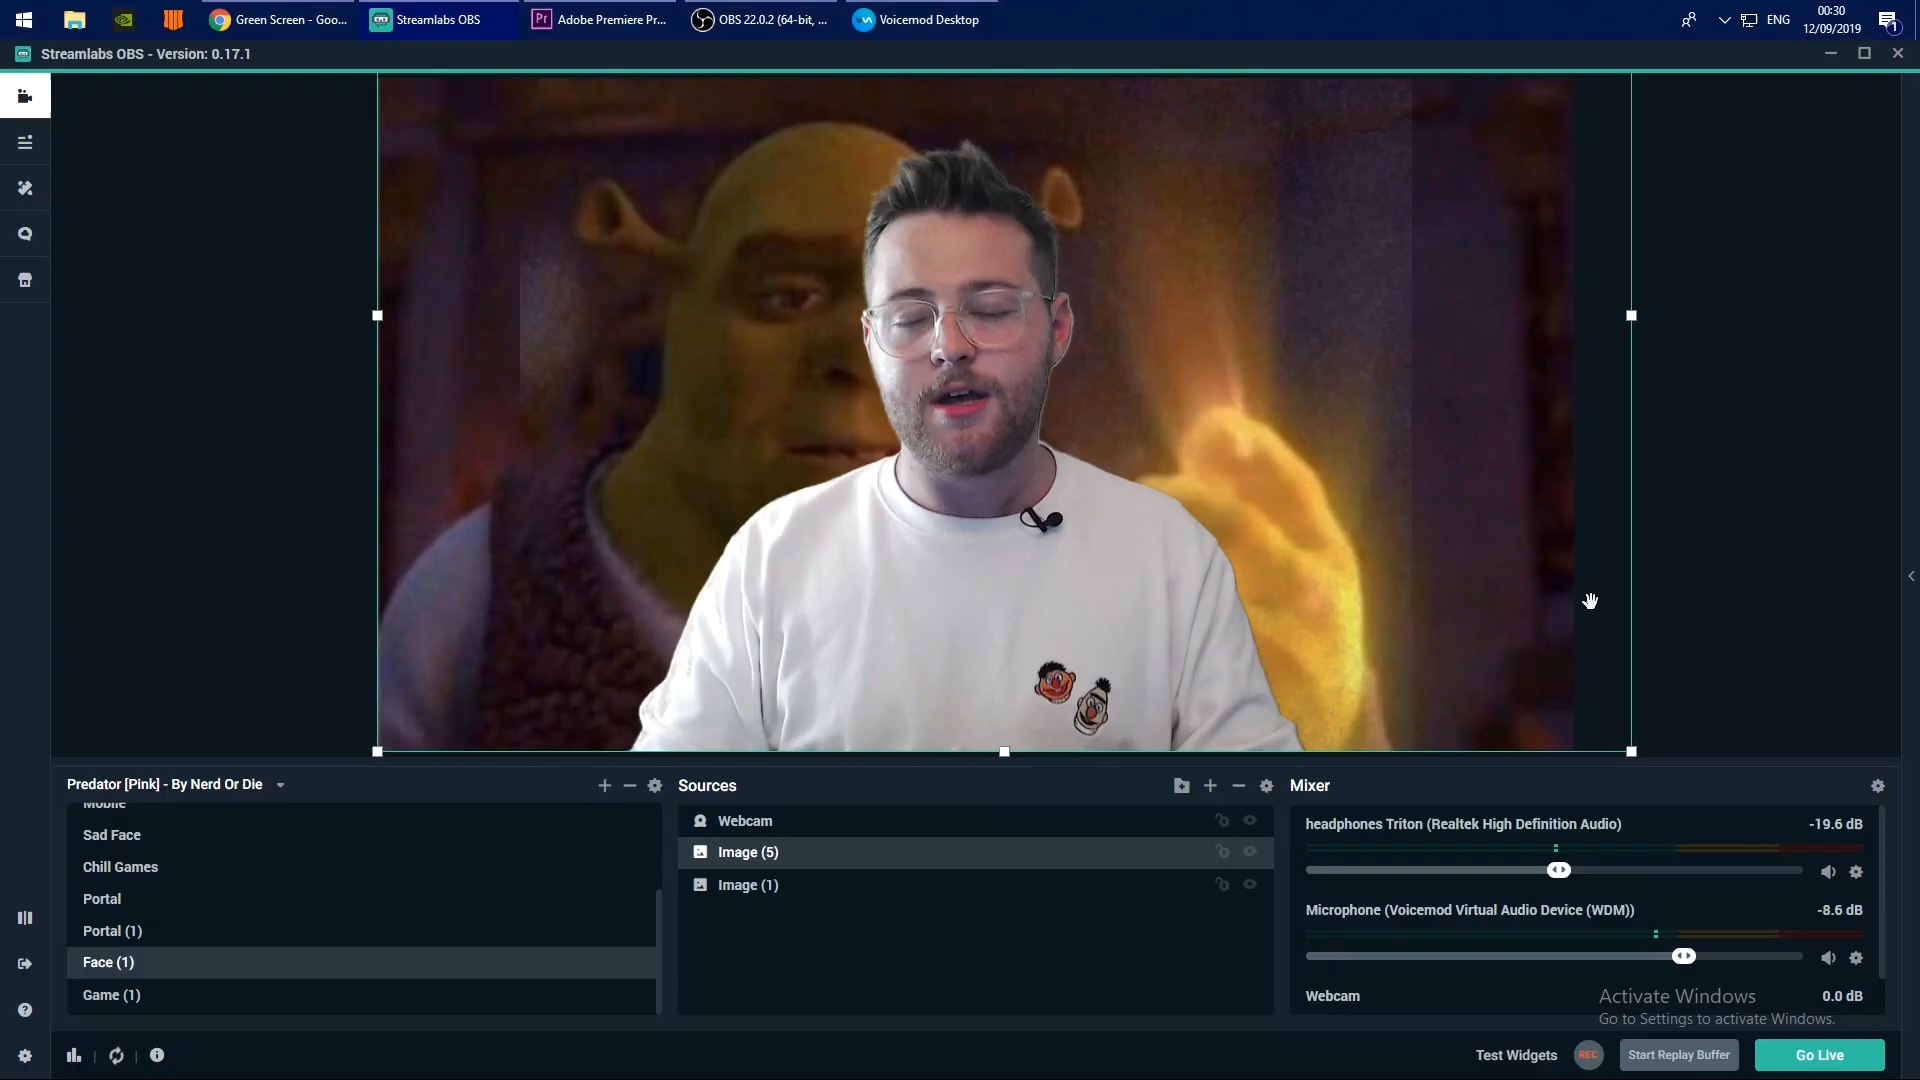 Green Screen - Goo...
Streamlabs OBS
Adobe Premiere Pr...
OBS 22.0.2 (64-bit, ...
Voicemod Desktop
ENG
00:30
12/09/2019
1
Streamlabs OBS - Version: 0.17.1
Predator [Pink] - By Nerd Or Die
Mobile
Sad Face
Chill Games
Portal
Portal (1)
Face (1)
Game (1)
Sources
Webcam
Image (5)
Image (1)
Mixer
headphones Triton (Realtek High Definition Audio)
-19.6 dB
Microphone (Voicemod Virtual Audio Device (WDM))
-8.6 dB
Webcam
0.0 dB
Activate Windows
Go to Settings to activate Windows.
Test Widgets
REC
Start Replay Buffer
Go Live